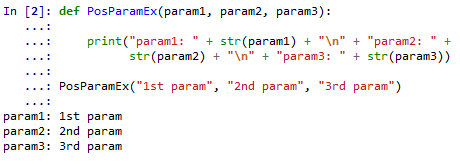 In [2]: def PosParamEx(param1, param2, param3):
   ...:
   ...:     print("param1: " + str(param1) + "\n" + "param2: " +
   ...:           str(param2) + "\n" + "param3: " + str(param3))
   ...:
   ...: PosParamEx("1st param", "2nd param", "3rd param")
   ...:
param1: 1st param
param2: 2nd param
param3: 3rd param